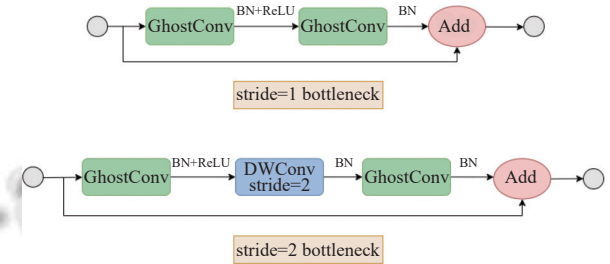 BN+ReLU
BN
GhostConv
GhostConv
Add
stride=1 bottleneck
BN+ReLU
BN
BN
GhostConv
DWConv
stride=2
GhostConv
Add
stride=2 bottleneck